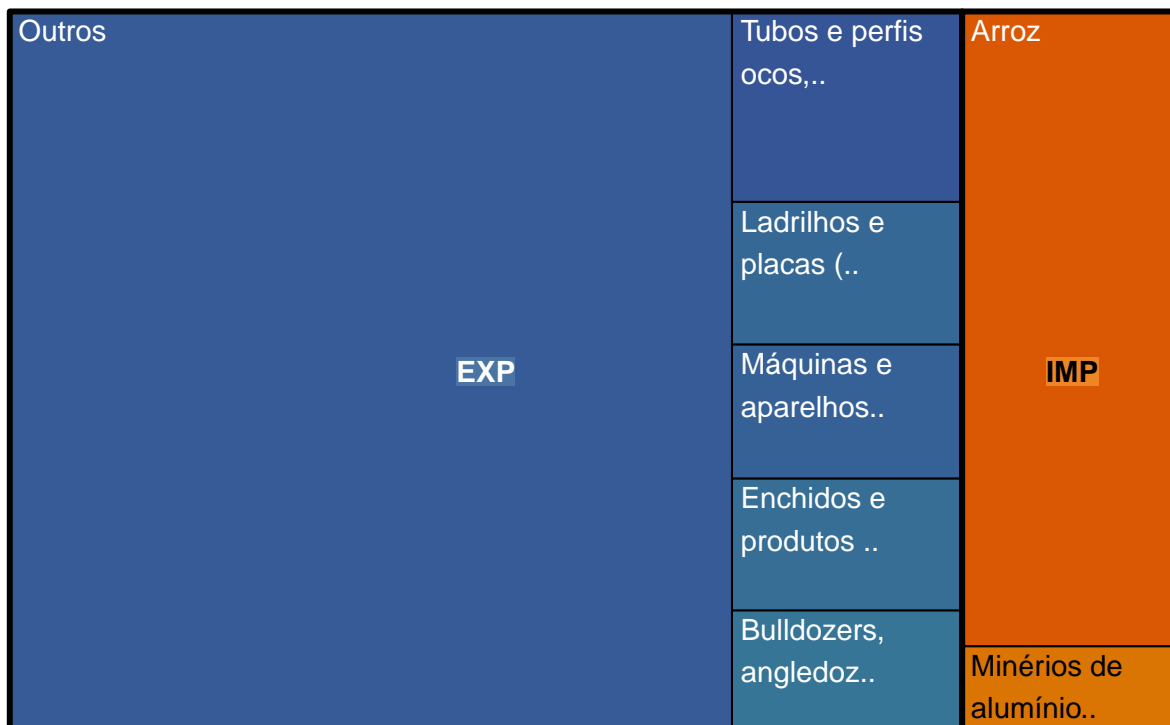 Outros
EXP
Tubos e perfis
ocos,..
Ladrilhos e
placas (..
Máquinas e
aparelhos..
Enchidos e
produtos ..
Bulldozers,
angledoz..
Arroz
IMP
Minérios de
alumínio..